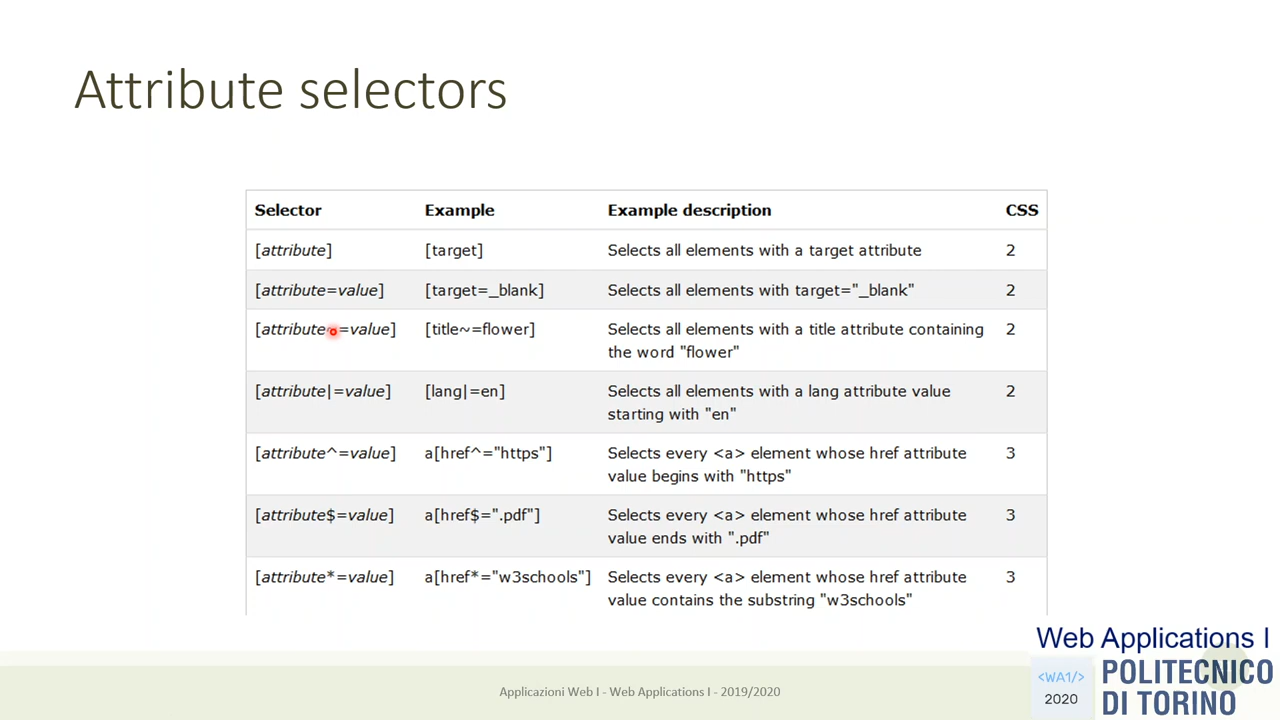 Attribute selectors
Selector Example Example description CSS
[attribute] [target] Selects all elements with a target attribute 2
[attribute=value] [target=_blank] Selects all elements with target="_blank" 2
[attribute~=value] [title~=flower] Selects all elements with a title attribute containing 2
the word "flower"
[attribute|=value] [lang|=en] Selects all elements with a lang attribute value 2
starting with "en"
[attribute^=value] a[href^="https"] Selects every <a> element whose href attribute 3
value begins with "https"
[attribute$=value] a[href$=".pdf"] Selects every <a> element whose href attribute 3
value ends with ".pdf"
[attribute*=value] a[href*="w3schools"] Selects every <a> element whose href attribute 3
value contains the substring "w3schools"
Web Applications I
<WA1/>
2020
POLITECNICO
DI TORINO
Applicazioni Web I - Web Applications I - 2019/2020